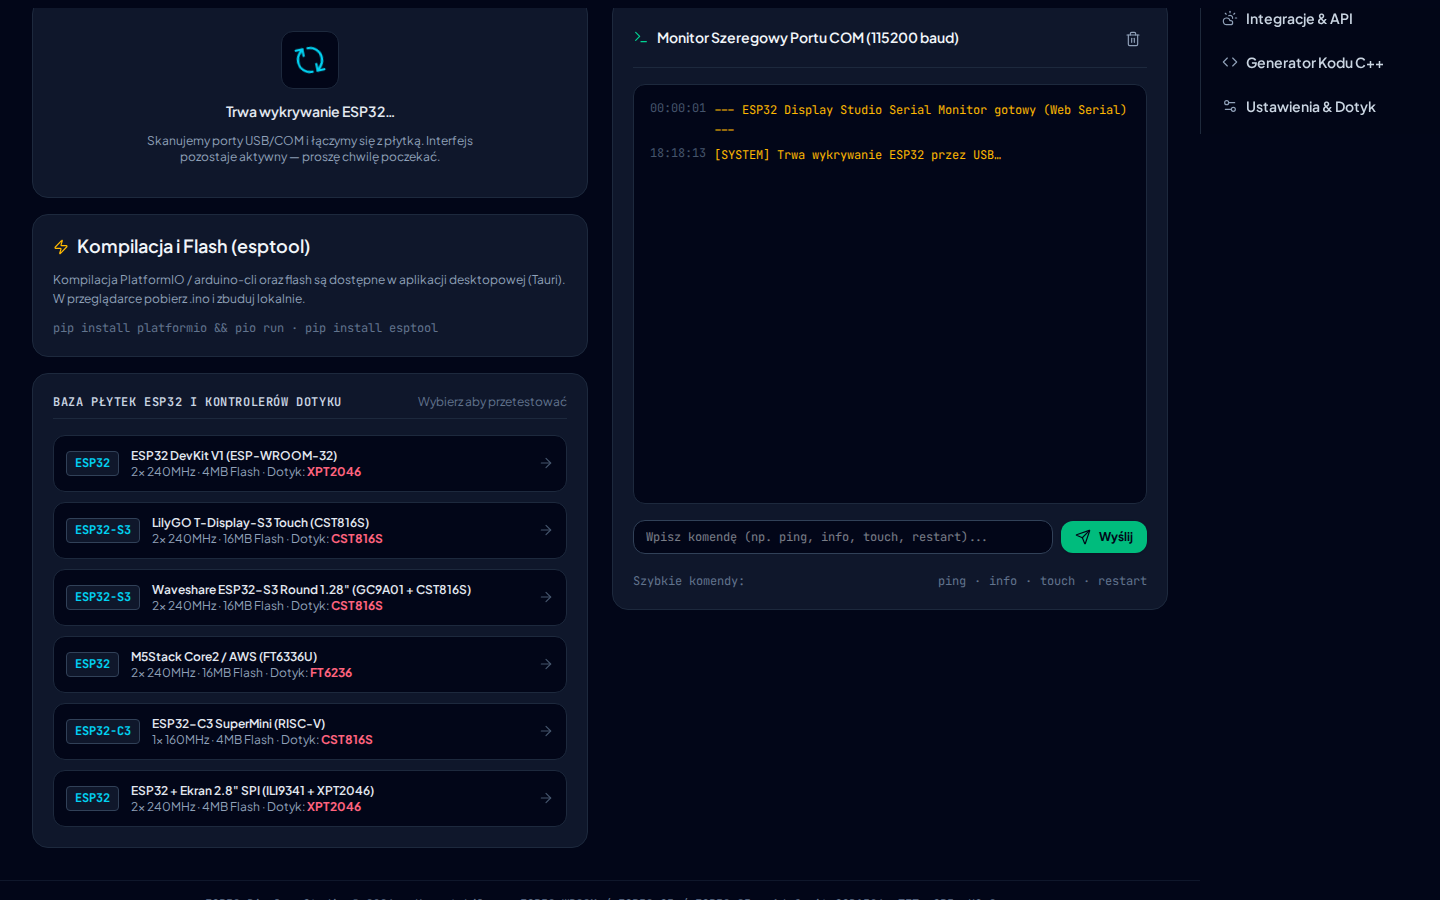 Trwa wykrywanie ESP32...
Skanujemy porty USB/COM i łączymy się z płytką. Interfejs
pozostaje aktywny — proszę chwilę poczekać.
Kompilacja i Flash (esptool)
Kompilacja PlatformIO / arduino-cli oraz flash są dostępne w aplikacji desktopowej (Tauri).
W przeglądarce pobierz .ino i zbuduj lokalnie.
pip install platformio && pio run · pip install esptool
BAZA PŁYTEK ESP32 I KONTROLERÓW DOTYKU
Wybierz aby przetestować
ESP32
ESP32 DevKit V1 (ESP-WROOM-32)
2× 240MHz · 4MB Flash · Dotyk: XPT2046
ESP32-S3
LilyGO T-Display-S3 Touch (CST816S)
2× 240MHz · 16MB Flash · Dotyk: CST816S
ESP32-S3
Waveshare ESP32-S3 Round 1.28" (GC9A01 + CST816S)
2× 240MHz · 16MB Flash · Dotyk: CST816S
ESP32
M5Stack Core2 / AWS (FT6336U)
2× 240MHz · 16MB Flash · Dotyk: FT6236
ESP32-C3
ESP32-C3 SuperMini (RISC-V)
1× 160MHz · 4MB Flash · Dotyk: CST816S
ESP32
ESP32 + Ekran 2.8" SPI (ILI9341 + XPT2046)
2× 240MHz · 4MB Flash · Dotyk: XPT2046
Monitor Szeregowy Portu COM (115200 baud)
00:00:01 --- ESP32 Display Studio Serial Monitor gotowy (Web Serial)
---
18:18:13 [SYSTEM] Trwa wykrywanie ESP32 przez USB…
Wpisz komendę (np. ping, info, touch, restart)...
Wyślij
Szybkie komendy:
ping · info · touch · restart
Integracje & API
Generator Kodu C++
Ustawienia & Dotyk